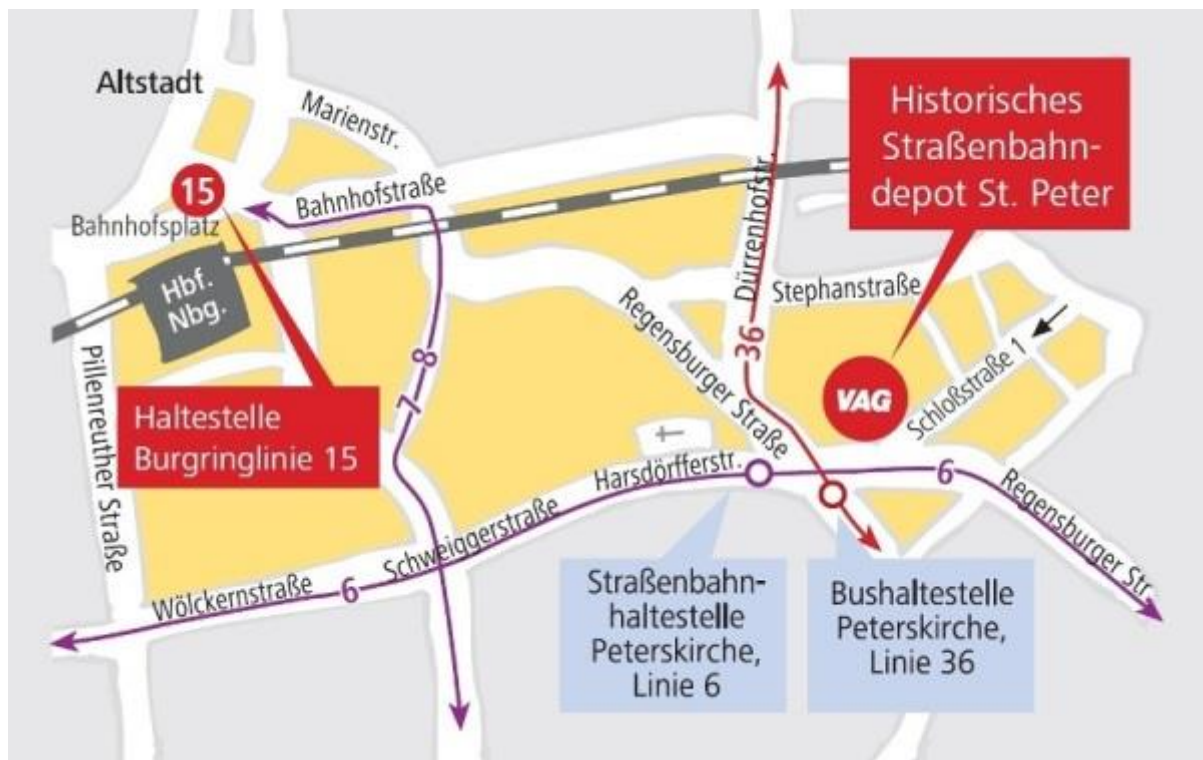 Altstadt
Marienstr.
15
Bahnhofstraße
Bahnhofsplatz
Hbf.
Nbg.
Pillenreuther Straße
Haltestelle
Burgringlinie 15
7
8
Dürrenhofstr.
36
Historisches
Straßenbahn-
depot St. Peter
Stephanstraße
Regensburger Straße
VAG
Schloßstraße 1
Harsdörfferstr.
6
Regensburger Str.
Schweiggerstraße
6
Wölckernstraße
Straßenbahn-
haltestelle
Peterskirche,
Linie 6
Bushaltestelle
Peterskirche,
Linie 36